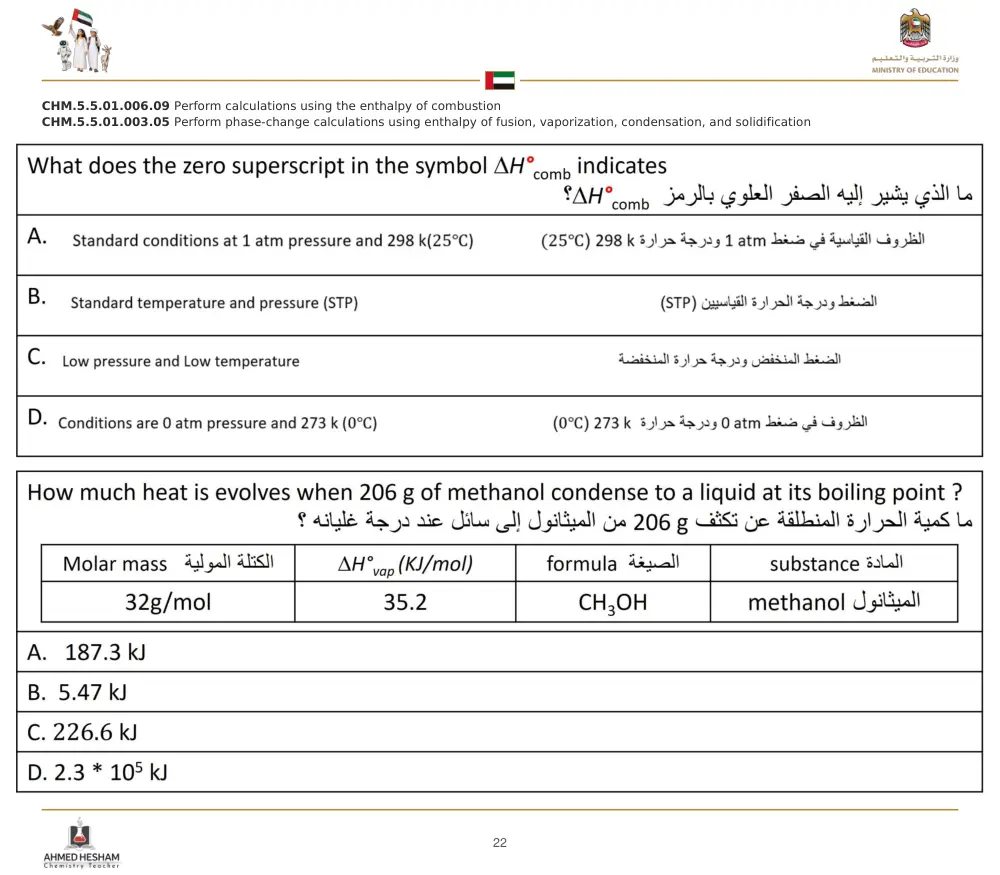 وزارة التربية والتعليم
MINISTRY OF EDUCATION
CHM.5.5.01.006.09 Perform calculations using the enthalpy of combustion
CHM.5.5.01.003.05 Perform phase-change calculations using enthalpy of fusion, vaporization, condensation, and solidification
What does the zero superscript in the symbol ∆H°comb indicates
ما الذي يشير إليه الصفر العلوي بالرمز ∆H°comb؟
A. Standard conditions at 1 atm pressure and 298 k(25°C) الظروف القياسية في ضغط 1 atm ودرجة حرارة 298 k (25°C)
B. Standard temperature and pressure (STP) الضغط ودرجة الحرارة القياسيين (STP)
C. Low pressure and Low temperature الضغط المنخفض ودرجة حرارة المنخفضة
D. Conditions are 0 atm pressure and 273 k (0°C) الظروف في ضغط 0 atm ودرجة حرارة 273 k (0°C)
How much heat is evolves when 206 g of methanol condense to a liquid at its boiling point ?
ما كمية الحرارة المنطلقة عن تكثف 206 g من الميثانول إلى سائل عند درجة غليانه ؟
Molar mass الكتلة المولية ∆H°vap (KJ/mol) formula الصيغة substance المادة
32g/mol 35.2 CH₃OH methanol الميثانول
A. 187.3 kJ
B. 5.47 kJ
C. 226.6 kJ
D. 2.3 * 10⁵ kJ
22
AHMED HESHAM
Chemistry Teacher